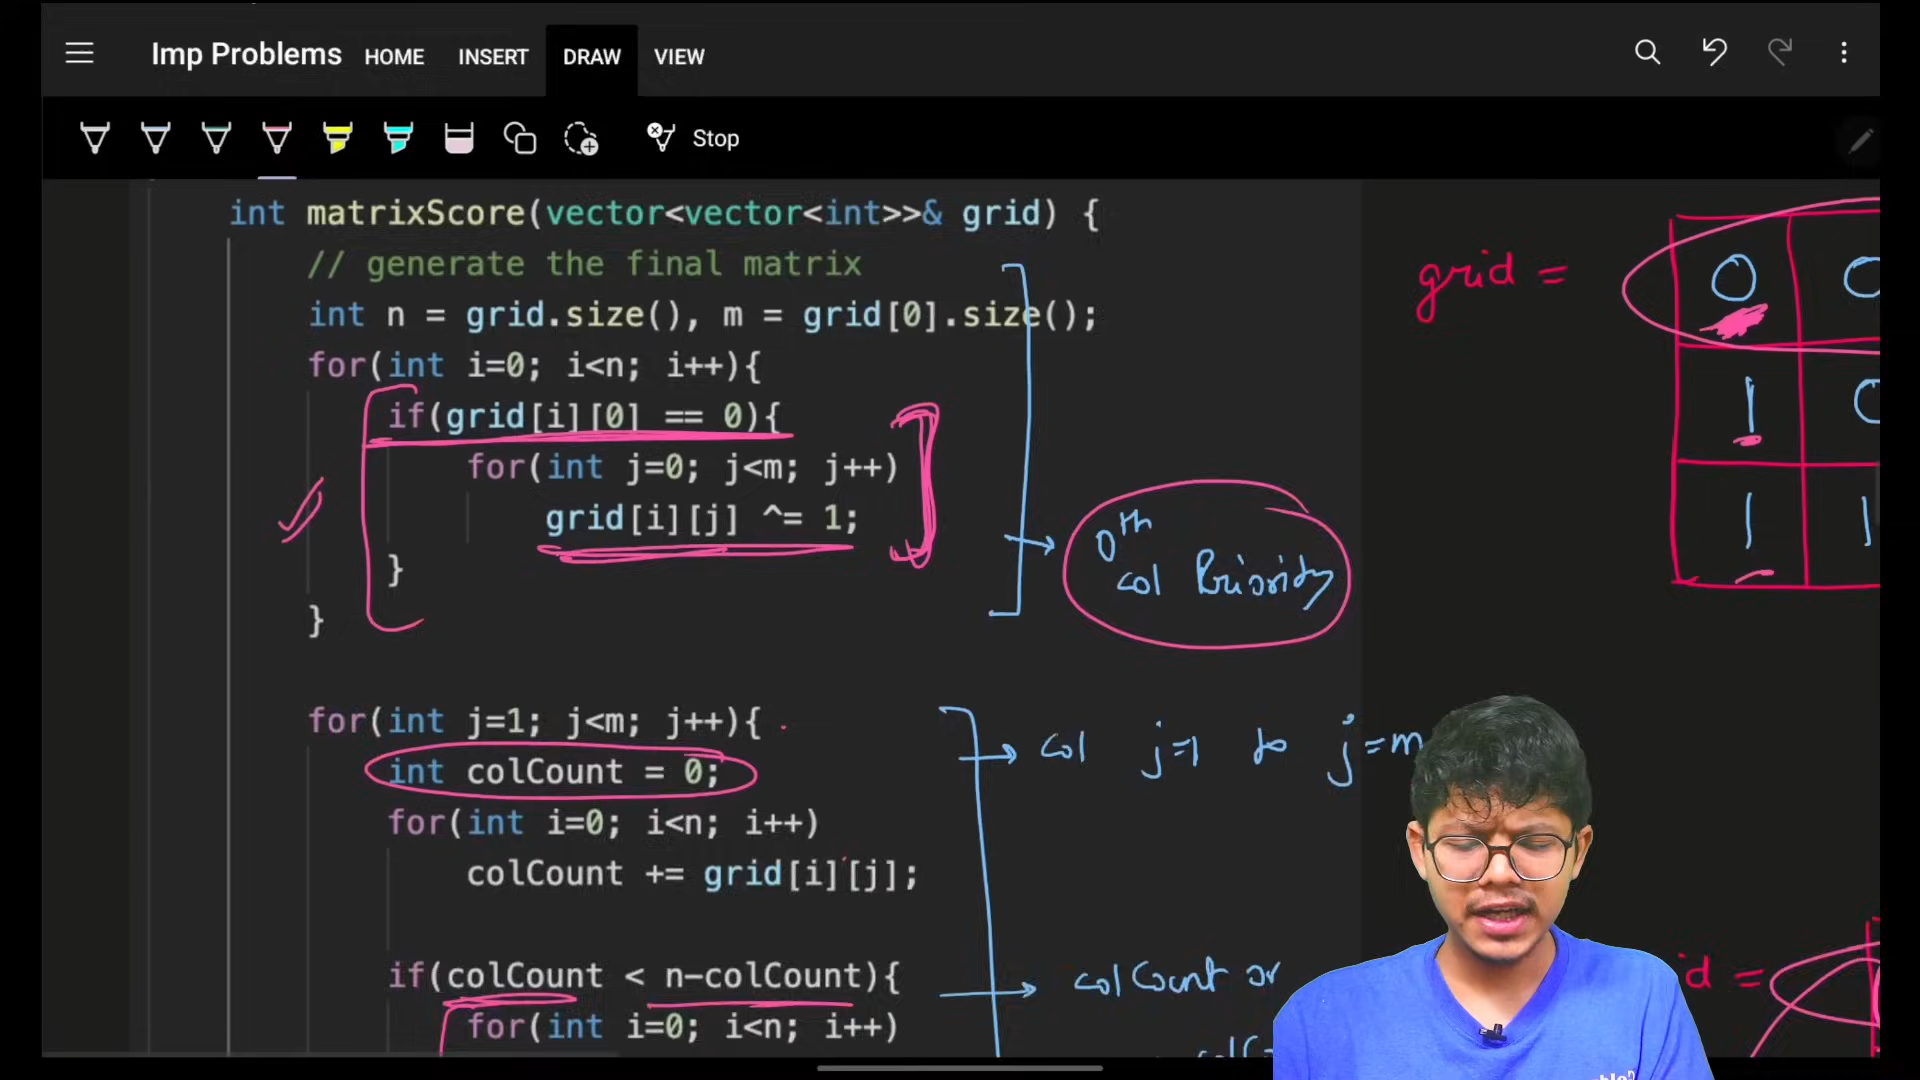 Imp Problems HOME INSERT DRAW VIEW
Stop
int matrixScore(vector<vector<int>>& grid) {
// generate the final matrix
int n = grid.size(), m = grid[0].size();
for(int i=0; i<n; i++){
if(grid[i][0] == 0){
for(int j=0; j<m; j++)
grid[i][j] ^= 1;
}
}
for(int j=1; j<m; j++){
int colCount = 0;
for(int i=0; i<n; i++)
colCount += grid[i][j];
if(colCount < n-colCount){
for(int i=0; i<n; i++)
0th
col Priority
col j=1 to j=m
colCount or
grid =
0 0
1 0
1 1
d =